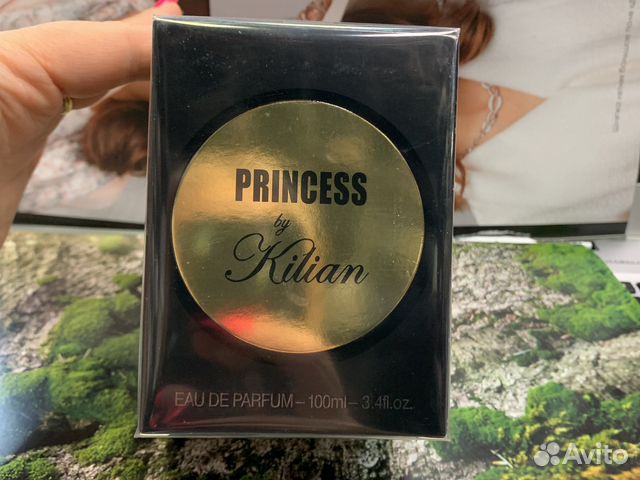 PRINCESS
by
Kilian
EAU DE PARFUM – 100ml – 3.4fl.oz.
Avito